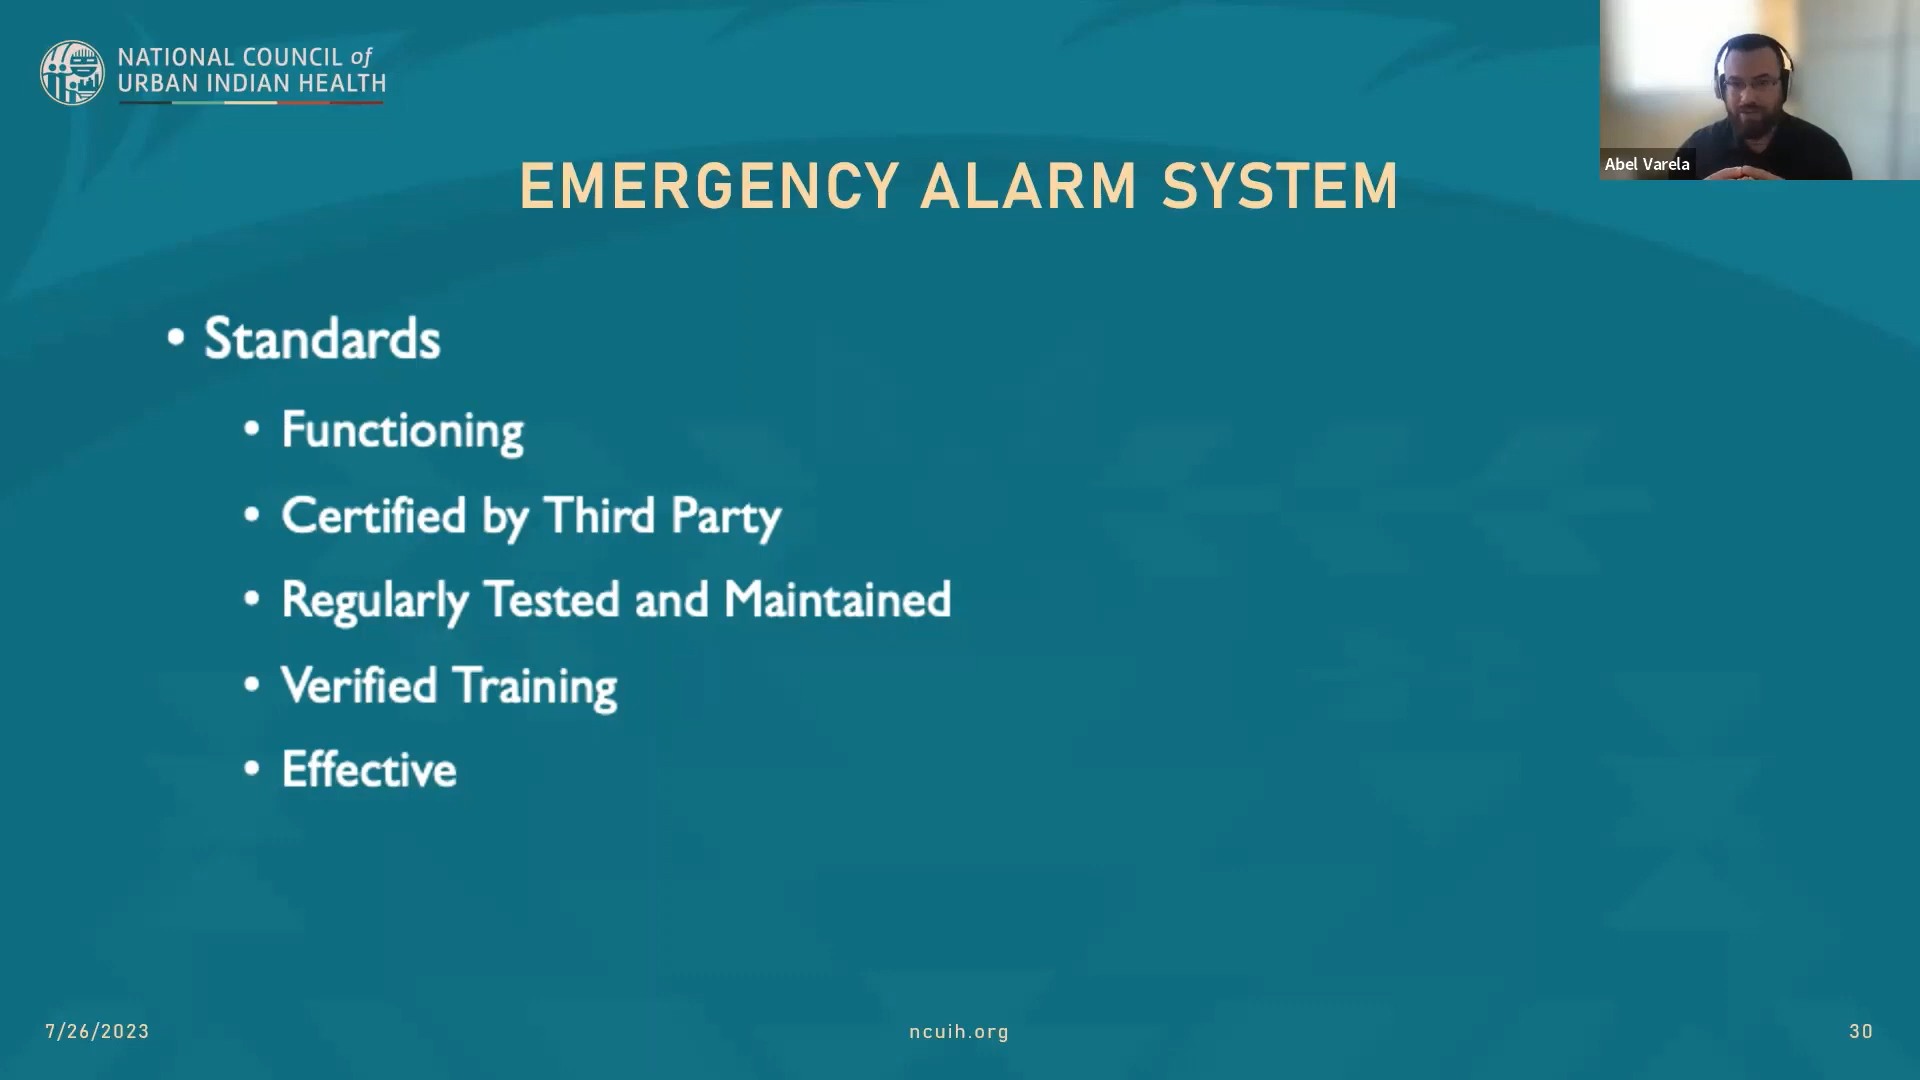 NATIONAL COUNCIL of
URBAN INDIAN HEALTH
Abel Varela
EMERGENCY ALARM SYSTEM
• Standards
• Functioning
• Certified by Third Party
• Regularly Tested and Maintained
• Verified Training
• Effective
7/26/2023
ncuih.org
30